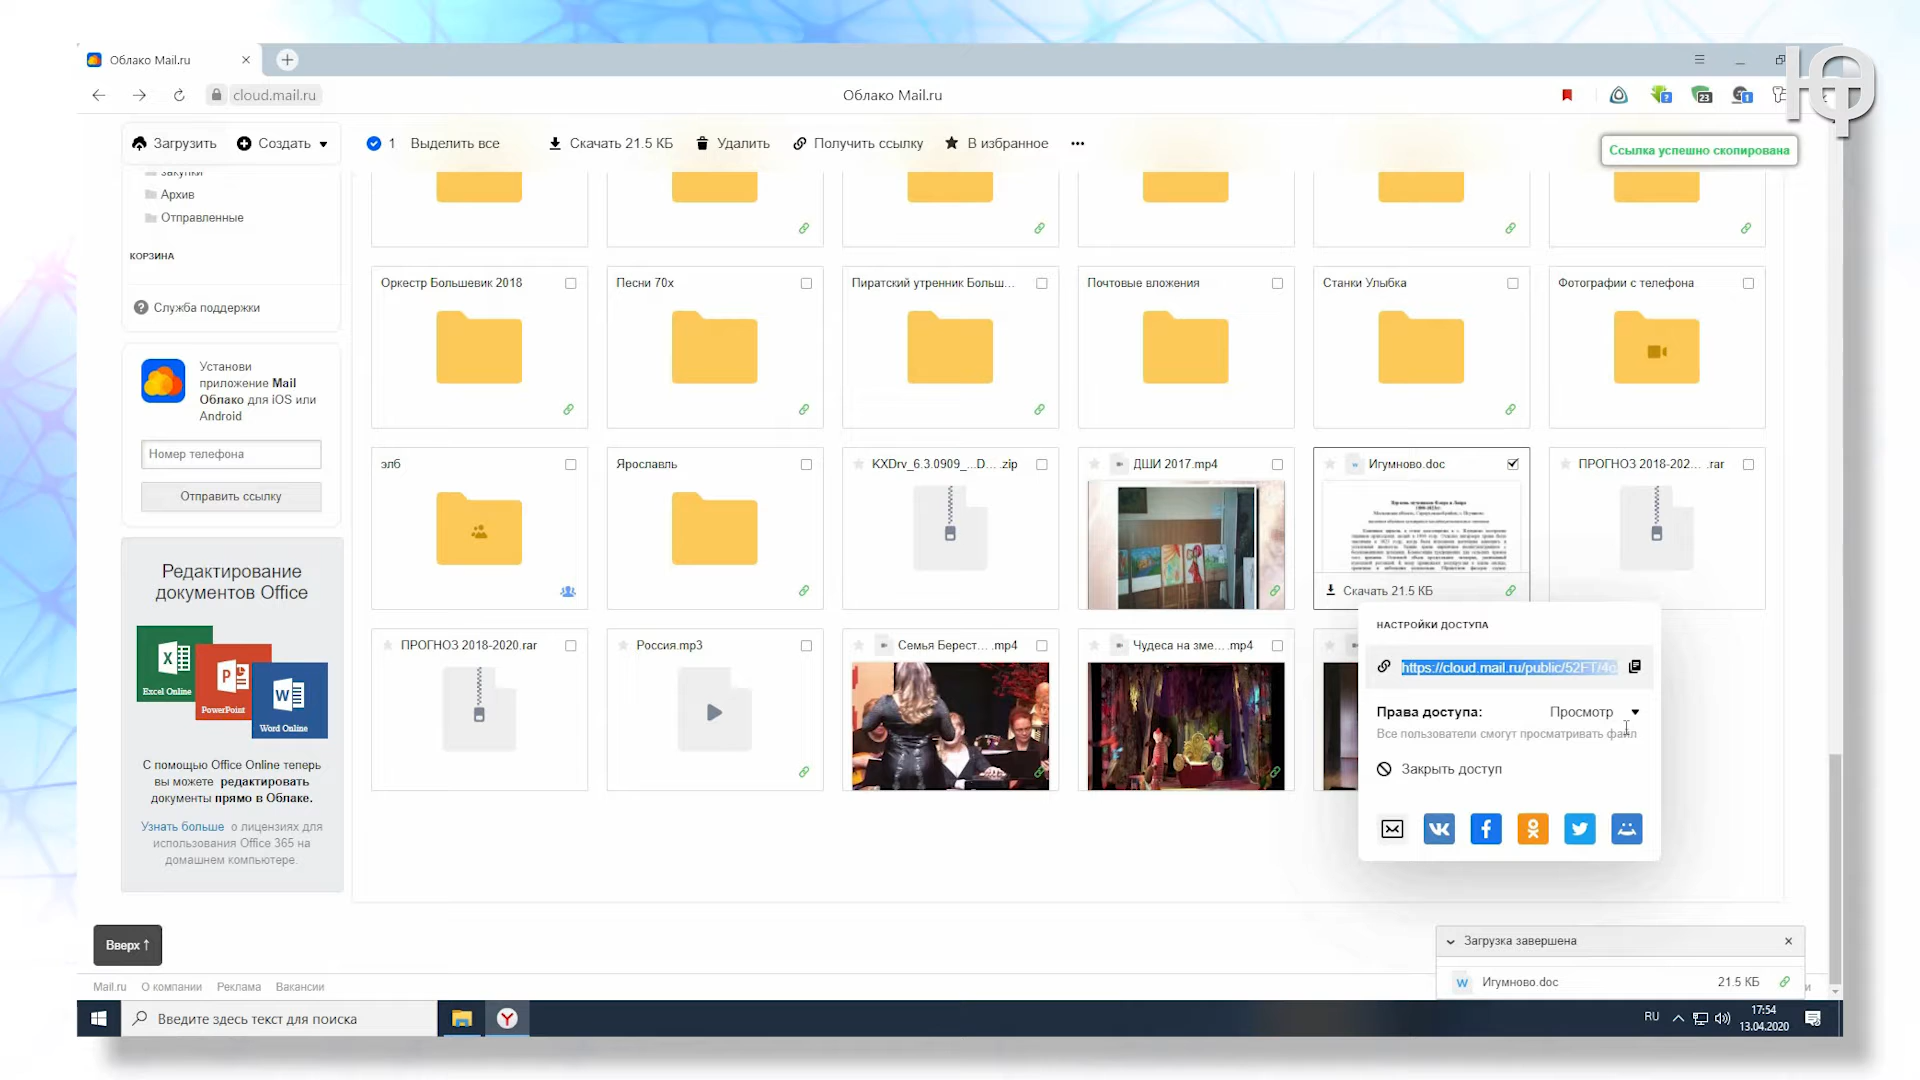 Облако Mail.ru
cloud.mail.ru
Облако Mail.ru
23
1
Загрузить
Создать
1
Выделить все
Скачать 21.5 КБ
Удалить
Получить ссылку
В избранное
Ссылка успешно скопирована
закупки
Архив
Отправленные
КОРЗИНА
Служба поддержки
Установи
приложение Mail
Облако для iOS или
Android
Номер телефона
Отправить ссылку
Редактирование
документов Office
Excel Online
PowerPoint
Word Online
С помощью Office Online теперь
вы можете редактировать
документы прямо в Облаке.
Узнать больше о лицензиях для
использования Office 365 на
домашнем компьютере.
Оркестр Большевик 2018
Песни 70х
Пиратский утренник Больш...
Почтовые вложения
Станки Улыбка
Фотографии с телефона
элб
Ярославль
KXDrv_6.3.0909_...D... .zip
ДШИ 2017.mp4
Игумново.doc
ПРОГНОЗ 2018-202... .rar
Скачать 21.5 КБ
ПРОГНОЗ 2018-2020.rar
Россия.mp3
Семья Берест... .mp4
Чудеса на зме... .mp4
НАСТРОЙКИ ДОСТУПА
https://cloud.mail.ru/public/52FT/4o
Права доступа:
Просмотр
Все пользователи смогут просматривать файл
Закрыть доступ
Вверх ↑
Загрузка завершена
Игумново.doc
21.5 КБ
Mail.ru
О компании
Реклама
Вакансии
Введите здесь текст для поиска
RU
17:54
13.04.2020